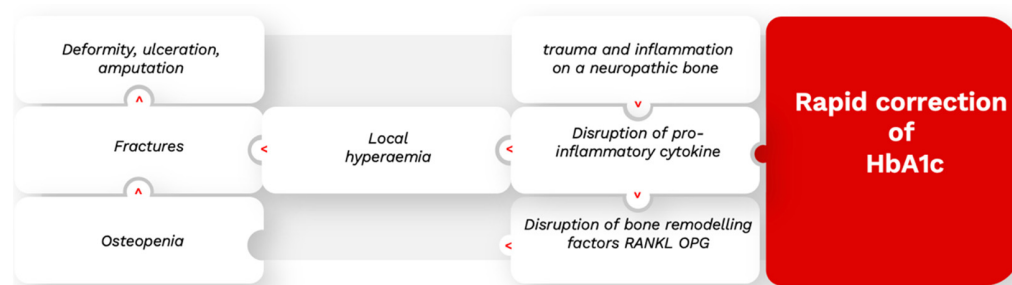 Deformity, ulceration,
amputation
trauma and inflammation
on a neuropathic bone
Rapid correction
of
HbA1c
Fractures
Local
hyperaemia
Disruption of pro-
inflammatory cytokine
Osteopenia
Disruption of bone remodelling
factors RANKL OPG